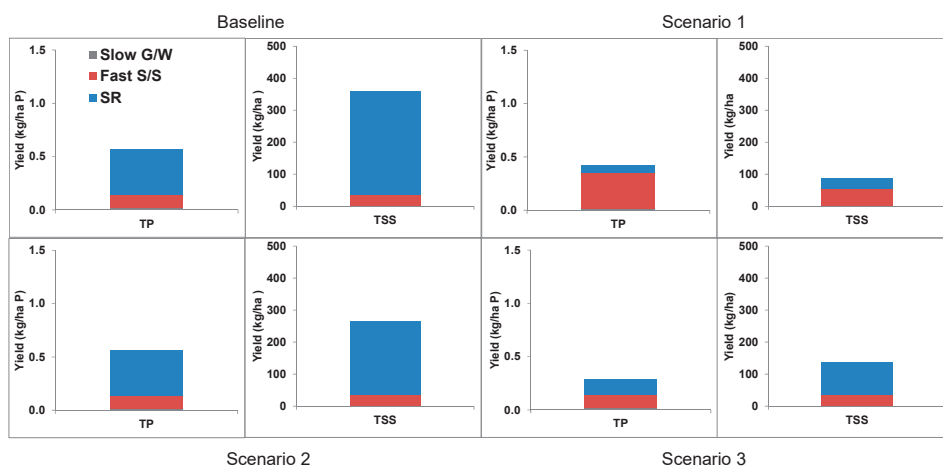 Baseline
Scenario 1
Yield (kg/ha P)
1.5
1.0
0.5
0.0
Slow G/W
Fast S/S
SR
TP
Yield (kg/ha )
500
400
300
200
100
0
TSS
Yield (kg/ha P)
1.5
1.0
0.5
0.0
TP
Yield (kg/ha
500
400
300
200
100
0
TSS
Yield (kg/ha P)
1.5
1.0
0.5
0.0
TP
Yield (kg/ha )
500
400
300
200
100
0
TSS
Yield (kg/ha P)
1.5
1.0
0.5
0.0
TP
Yield (kg/ha)
500
400
300
200
100
0
TSS
Scenario 2
Scenario 3